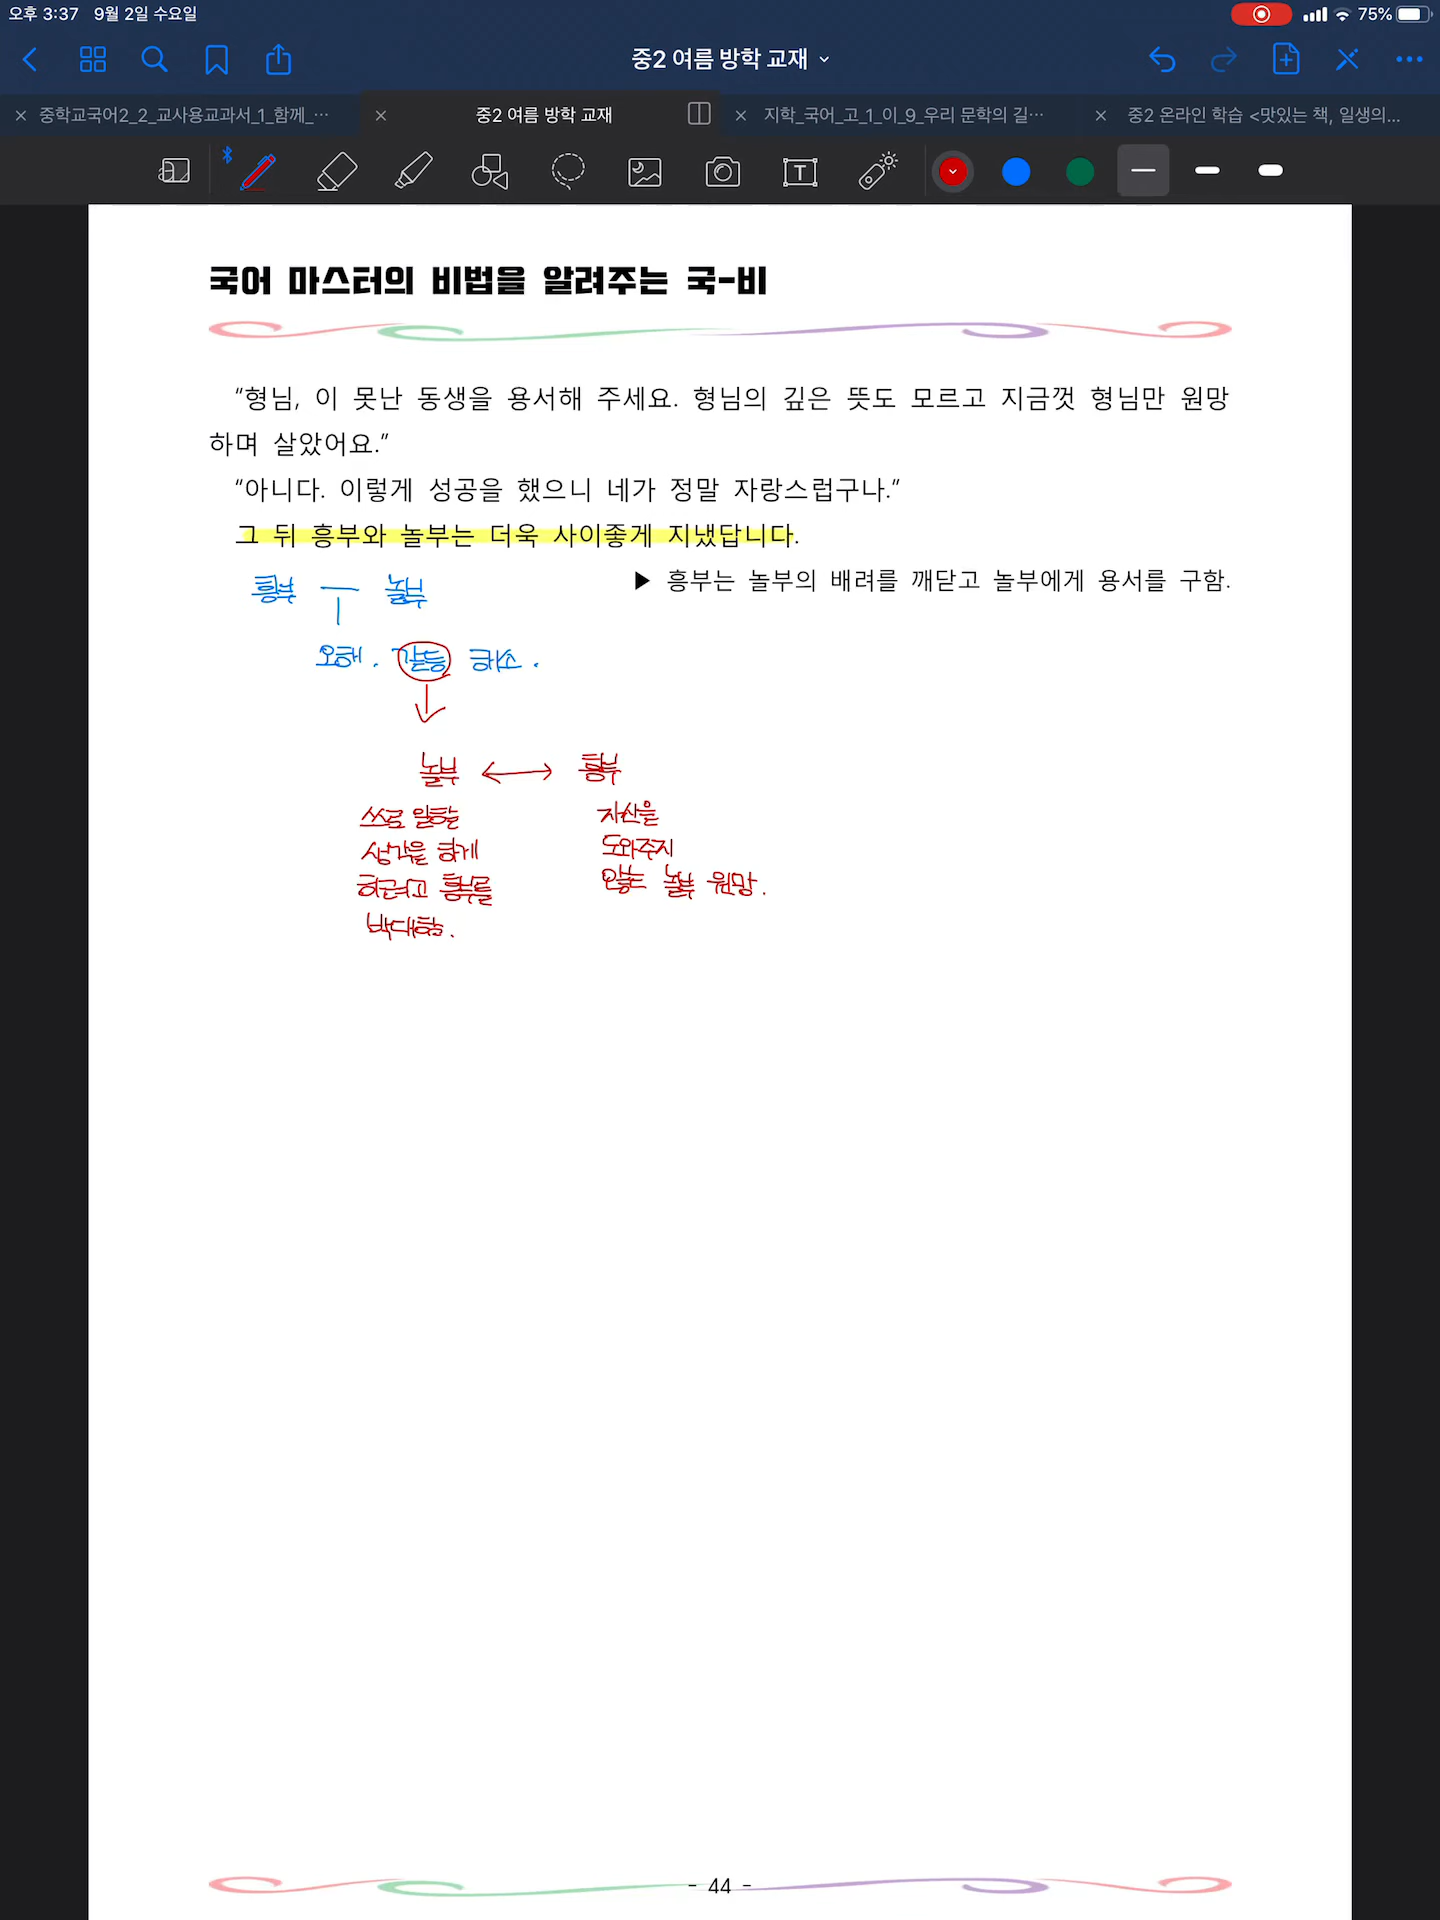 오후 3:37 9월 2일 수요일 75%
중2 여름 방학 교재
중학교국어2_2_교사용교과서_1_함께_… 중2 여름 방학 교재 지학_국어_고_1_이_9_우리 문학의 길… 중2 온라인 학습 <맛있는 책, 일생의...
T
국어 마스터의 비법을 알려주는 국-비
“형님, 이 못난 동생을 용서해 주세요. 형님의 깊은 뜻도 모르고 지금껏 형님만 원망
하며 살았어요.”
“아니다. 이렇게 성공을 했으니 네가 정말 자랑스럽구나.”
그 뒤 흥부와 놀부는 더욱 사이좋게 지냈답니다.
▶ 흥부는 놀부의 배려를 깨닫고 놀부에게 용서를 구함.
흥부 놀부
오해. 갈등 해소.
놀부 흥부
스스로 일할
생각을 하게
하려고 흥부를
박대함.
자신을
도와주지
않는 놀부 원망.
- 44 -